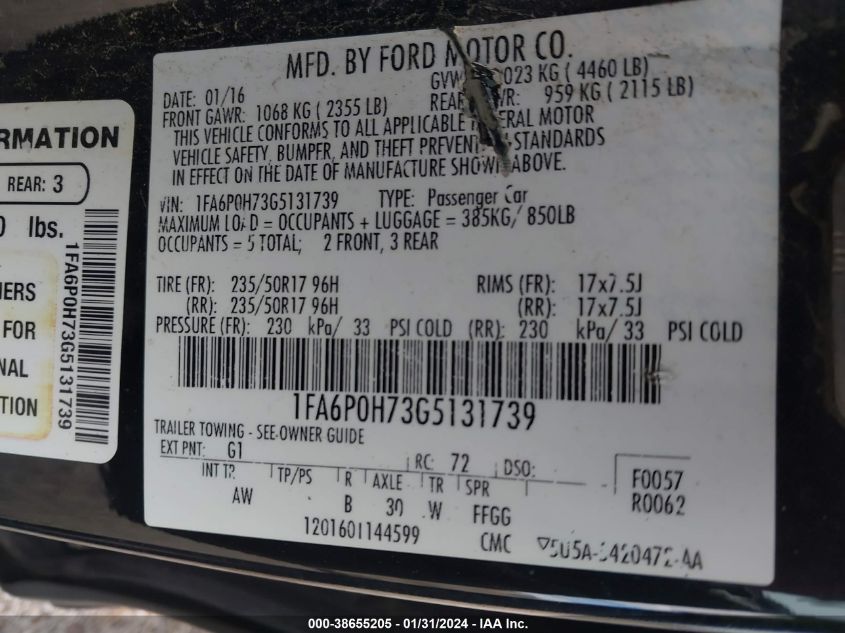 MFD. BY FORD MOTOR CO.
DATE: 01/16
023 KG ( 4460 LB)
FRONT GAWR: 1068 KG ( 2355 LB)
959 KG ( 2115 LB)
THIS VEHICLE CONFORMS TO ALL APPLICABLE MOTOR
VEHICLE SAFETY, BUMPER, AND THEFT STANDARDS
IN EFFECT ON THE DATE OF MANUFACTURE SHOWN ABOVE.
VIN: 1FA6P0H73G5131739 TYPE: Passenger Car
MAXIMUM LOAD = OCCUPANTS + LUGGAGE = 385KG/ 850LB
OCCUPANTS = 5 TOTAL; 2 FRONT, 3 REAR
TIRE (FR): 235/50R17 96H RIMS (FR): 17x7.5J
(RR): 235/50R17 96H (RR): 17x7.5J
PRESSURE (FR): 230 kPa/ 33 PSI COLD (RR): 230 kPa/ 33 PSI COLD
1FA6P0H73G5131739
TRAILER TOWING - SEE OWNER GUIDE
EXT PNT: G1 RC: 72 DSO:
INT TR TP/PS R AXLE TR SPR F0057
AW B 30 W FFGG R0062
1201601144599 CMC
RMATION
REAR: 3
0 lbs.
1FA6P0H73G5131739
IERS
FOR
NAL
TION
000-38655205 - 01/31/2024 - IAA Inc.